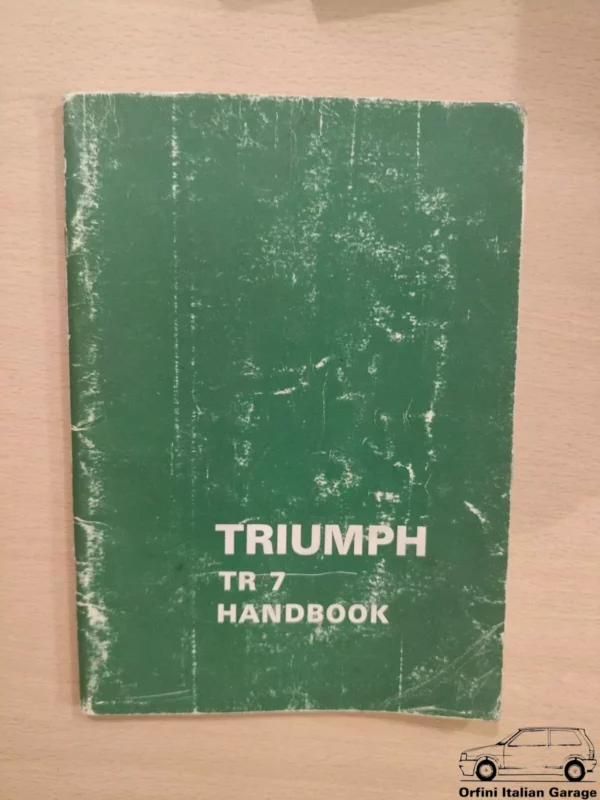 TRIUMPH
TR 7
HANDBOOK
Orfini Italian Garage